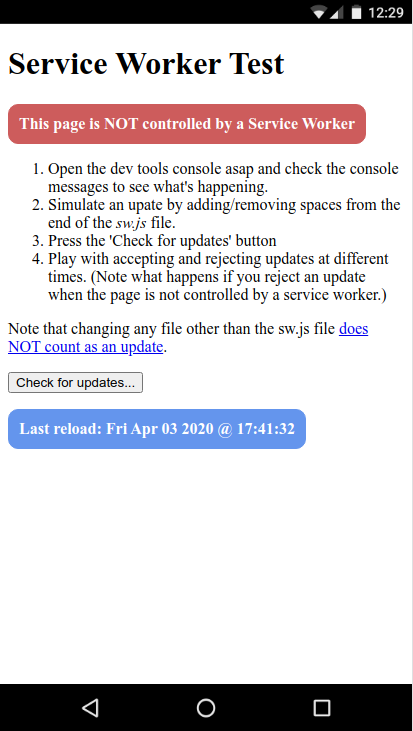 12:29
Service Worker Test
This page is NOT controlled by a Service Worker
1. Open the dev tools console asap and check the console
messages to see what's happening.
2. Simulate an upate by adding/removing spaces from the
end of the sw.js file.
3. Press the 'Check for updates' button
4. Play with accepting and rejecting updates at different
times. (Note what happens if you reject an update
when the page is not controlled by a service worker.)
Note that changing any file other than the sw.js file does
NOT count as an update.
Check for updates...
Last reload: Fri Apr 03 2020 @ 17:41:32